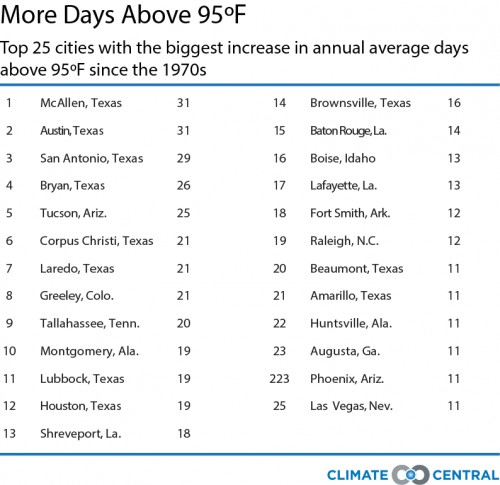 More Days Above 95ºF
Top 25 cities with the biggest increase in annual average days
above 95ºF since the 1970s
1 McAllen, Texas 31
2 Austin, Texas 31
3 San Antonio, Texas 29
4 Bryan, Texas 26
5 Tucson, Ariz. 25
6 Corpus Christi, Texas 21
7 Laredo, Texas 21
8 Greeley, Colo. 21
9 Tallahassee, Tenn. 20
10 Montgomery, Ala. 19
11 Lubbock, Texas 19
12 Houston, Texas 19
13 Shreveport, La. 18
14 Brownsville, Texas 16
15 Baton Rouge, La. 14
16 Boise, Idaho 13
17 Lafayette, La. 13
18 Fort Smith, Ark. 12
19 Raleigh, N.C. 12
20 Beaumont, Texas 11
21 Amarillo, Texas 11
22 Huntsville, Ala. 11
23 Augusta, Ga. 11
223 Phoenix, Ariz. 11
25 Las Vegas, Nev. 11
CLIMATE CENTRAL